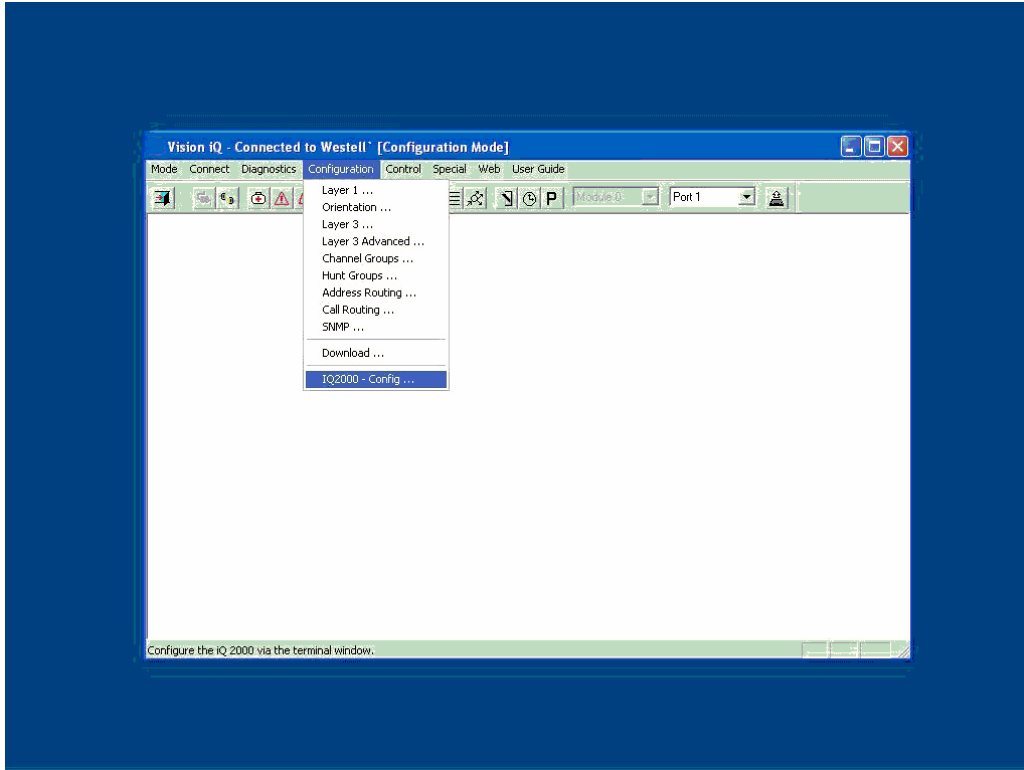 Vision iQ - Connected to Westell` [Configuration Mode]
Mode Connect Diagnostics Configuration Control Special Web User Guide
P Module 0: Port 1
Layer 1 ...
Orientation ...
Layer 3 ...
Layer 3 Advanced ...
Channel Groups ...
Hunt Groups ...
Address Routing ...
Call Routing ...
SNMP ...
Download ...
IQ2000 - Config ...
Configure the iQ 2000 via the terminal window.